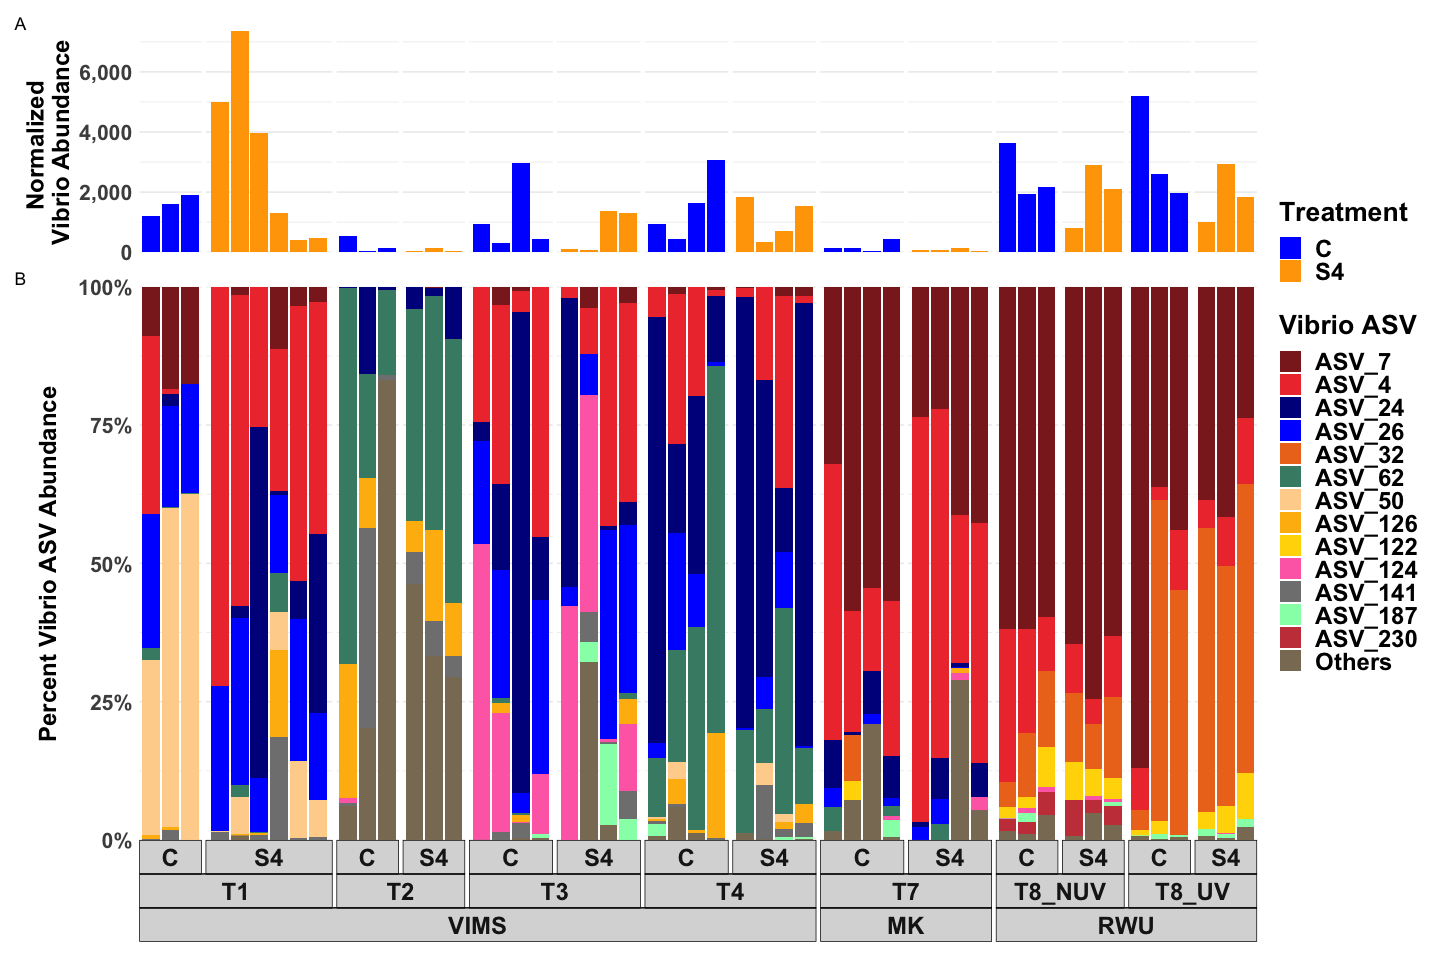 A
Normalized
Vibrio Abundance
6,000
4,000
2,000
0
Treatment
C
S4
B
Percent Vibrio ASV Abundance
100%
75%
50%
25%
0%
Vibrio ASV
ASV_7
ASV_4
ASV_24
ASV_26
ASV_32
ASV_62
ASV_50
ASV_126
ASV_122
ASV_124
ASV_141
ASV_187
ASV_230
Others
C S4 C S4 C S4 C S4 C S4 C S4 C S4
T1 T2 T3 T4 T7 T8_NUV T8_UV
VIMS MK RWU